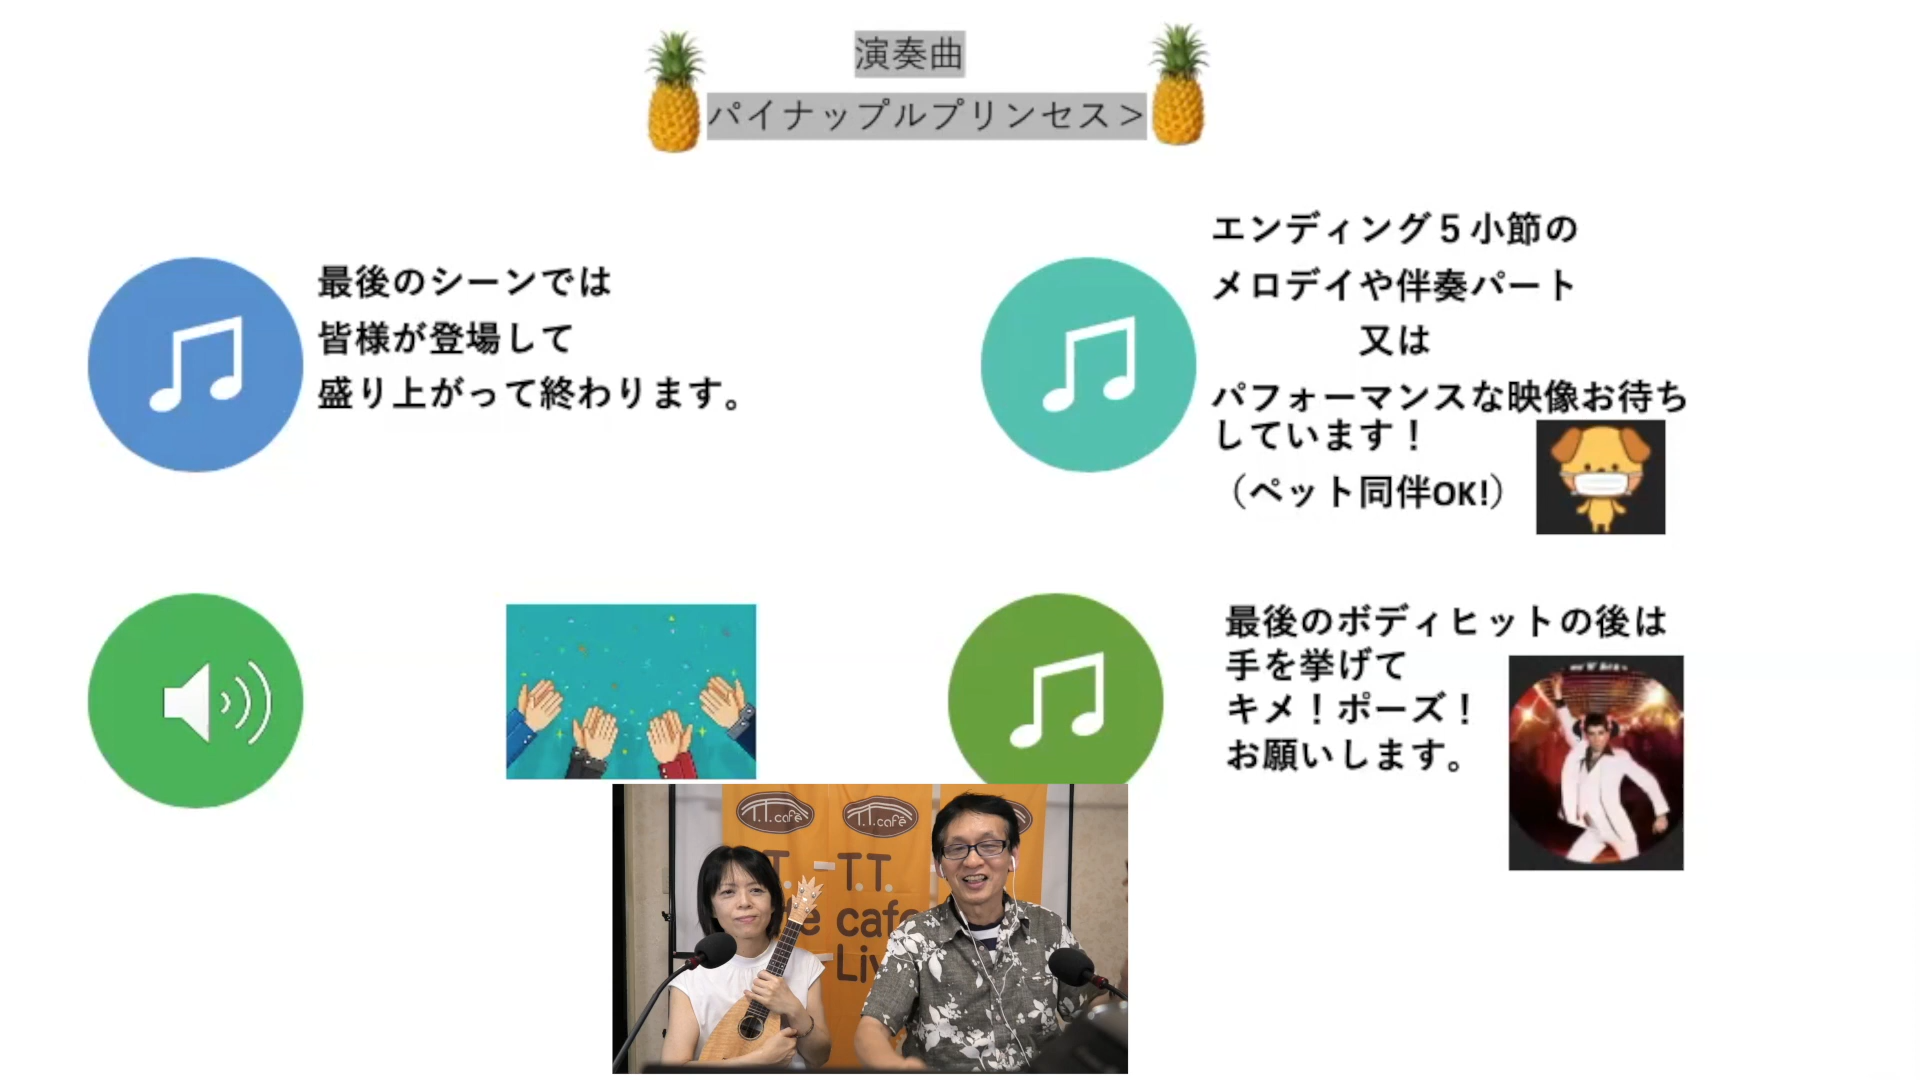 演奏曲
パイナップルプリンセス＞
最後のシーンでは
皆様が登場して
盛り上がって終わります。
エンディング５小節の
メロデイや伴奏パート
又は
パフォーマンスな映像お待ち
しています！
（ペット同伴OK!）
最後のボディヒットの後は
手を挙げて
キメ！ポーズ！
お願いします。
T.T.café
T.T.café
T.T.
cafe
Liv